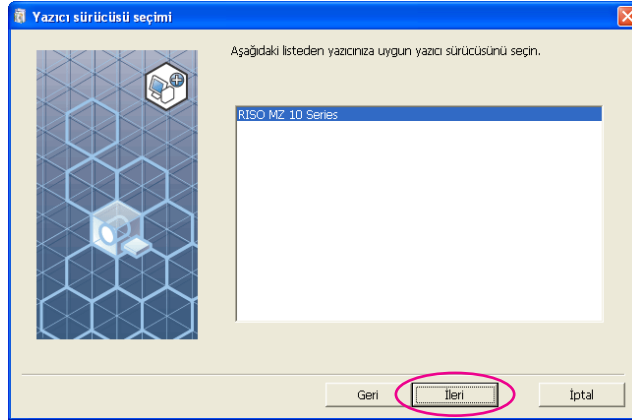 Yazıcı sürücüsü seçimi
Aşağıdaki listeden yazıcınıza uygun yazıcı sürücüsünü seçin.
RISO MZ 10 Series
Geri
İleri
İptal